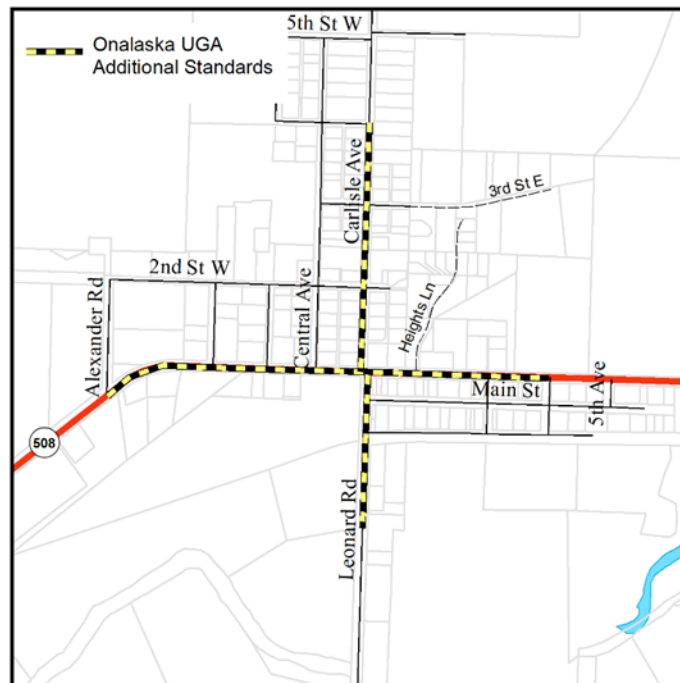 5th St W
Onalaska UGA
Additional Standards
Carlisle Ave
3rd St E
2nd St W
Alexander Rd
Central Ave
Heights Ln
Main St
5th Ave
508
Leonard Rd